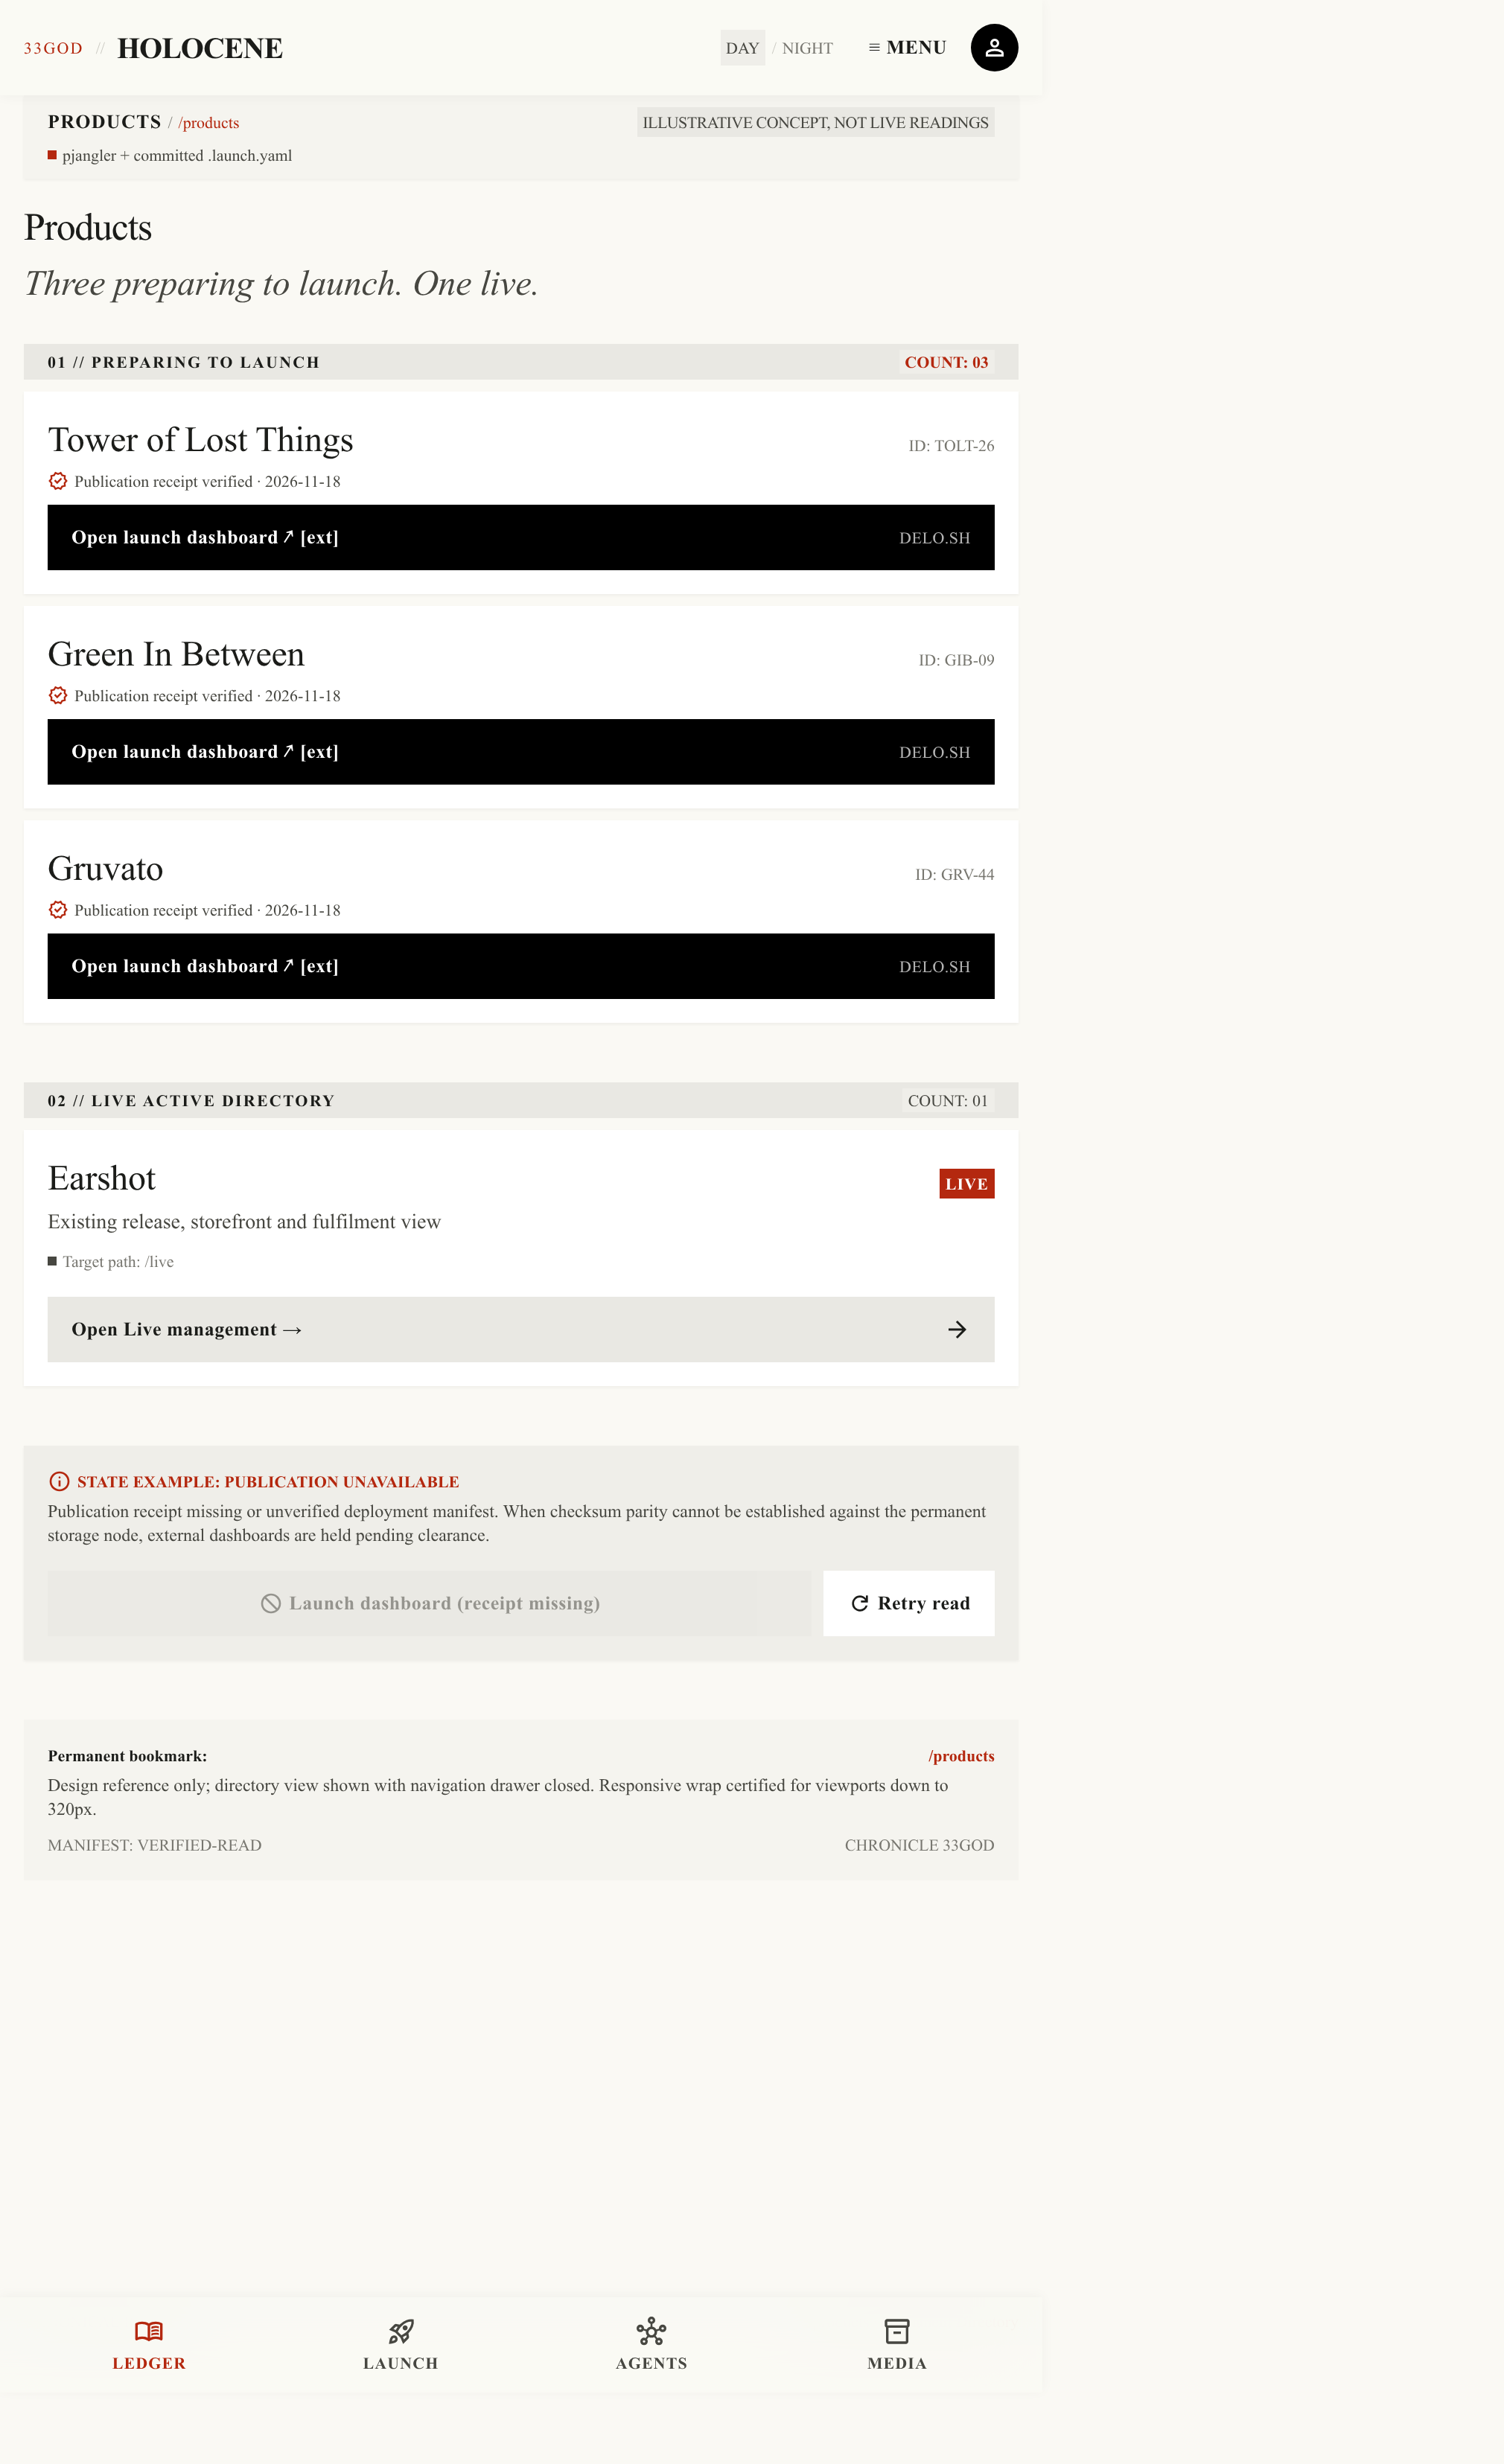 33GOD // HOLOCENE DAY / NIGHT ≡ MENU
PRODUCTS / /products ILLUSTRATIVE CONCEPT, NOT LIVE READINGS
pjangler + committed .launch.yaml
Products
Three preparing to launch. One live.
01 // PREPARING TO LAUNCH COUNT: 03
Tower of Lost Things ID: TOLT-26
Publication receipt verified · 2026-11-18
Open launch dashboard ↗ [ext] DELO.SH
Green In Between ID: GIB-09
Publication receipt verified · 2026-11-18
Open launch dashboard ↗ [ext] DELO.SH
Gruvato ID: GRV-44
Publication receipt verified · 2026-11-18
Open launch dashboard ↗ [ext] DELO.SH
02 // LIVE ACTIVE DIRECTORY COUNT: 01
Earshot LIVE
Existing release, storefront and fulfilment view
Target path: /live
Open Live management →
STATE EXAMPLE: PUBLICATION UNAVAILABLE
Publication receipt missing or unverified deployment manifest. When checksum parity cannot be established against the permanent
storage node, external dashboards are held pending clearance.
Launch dashboard (receipt missing) Retry read
Permanent bookmark: /products
Design reference only; directory view shown with navigation drawer closed. Responsive wrap certified for viewports down to
320px.
MANIFEST: VERIFIED-READ CHRONICLE 33GOD
LEDGER LAUNCH AGENTS MEDIA